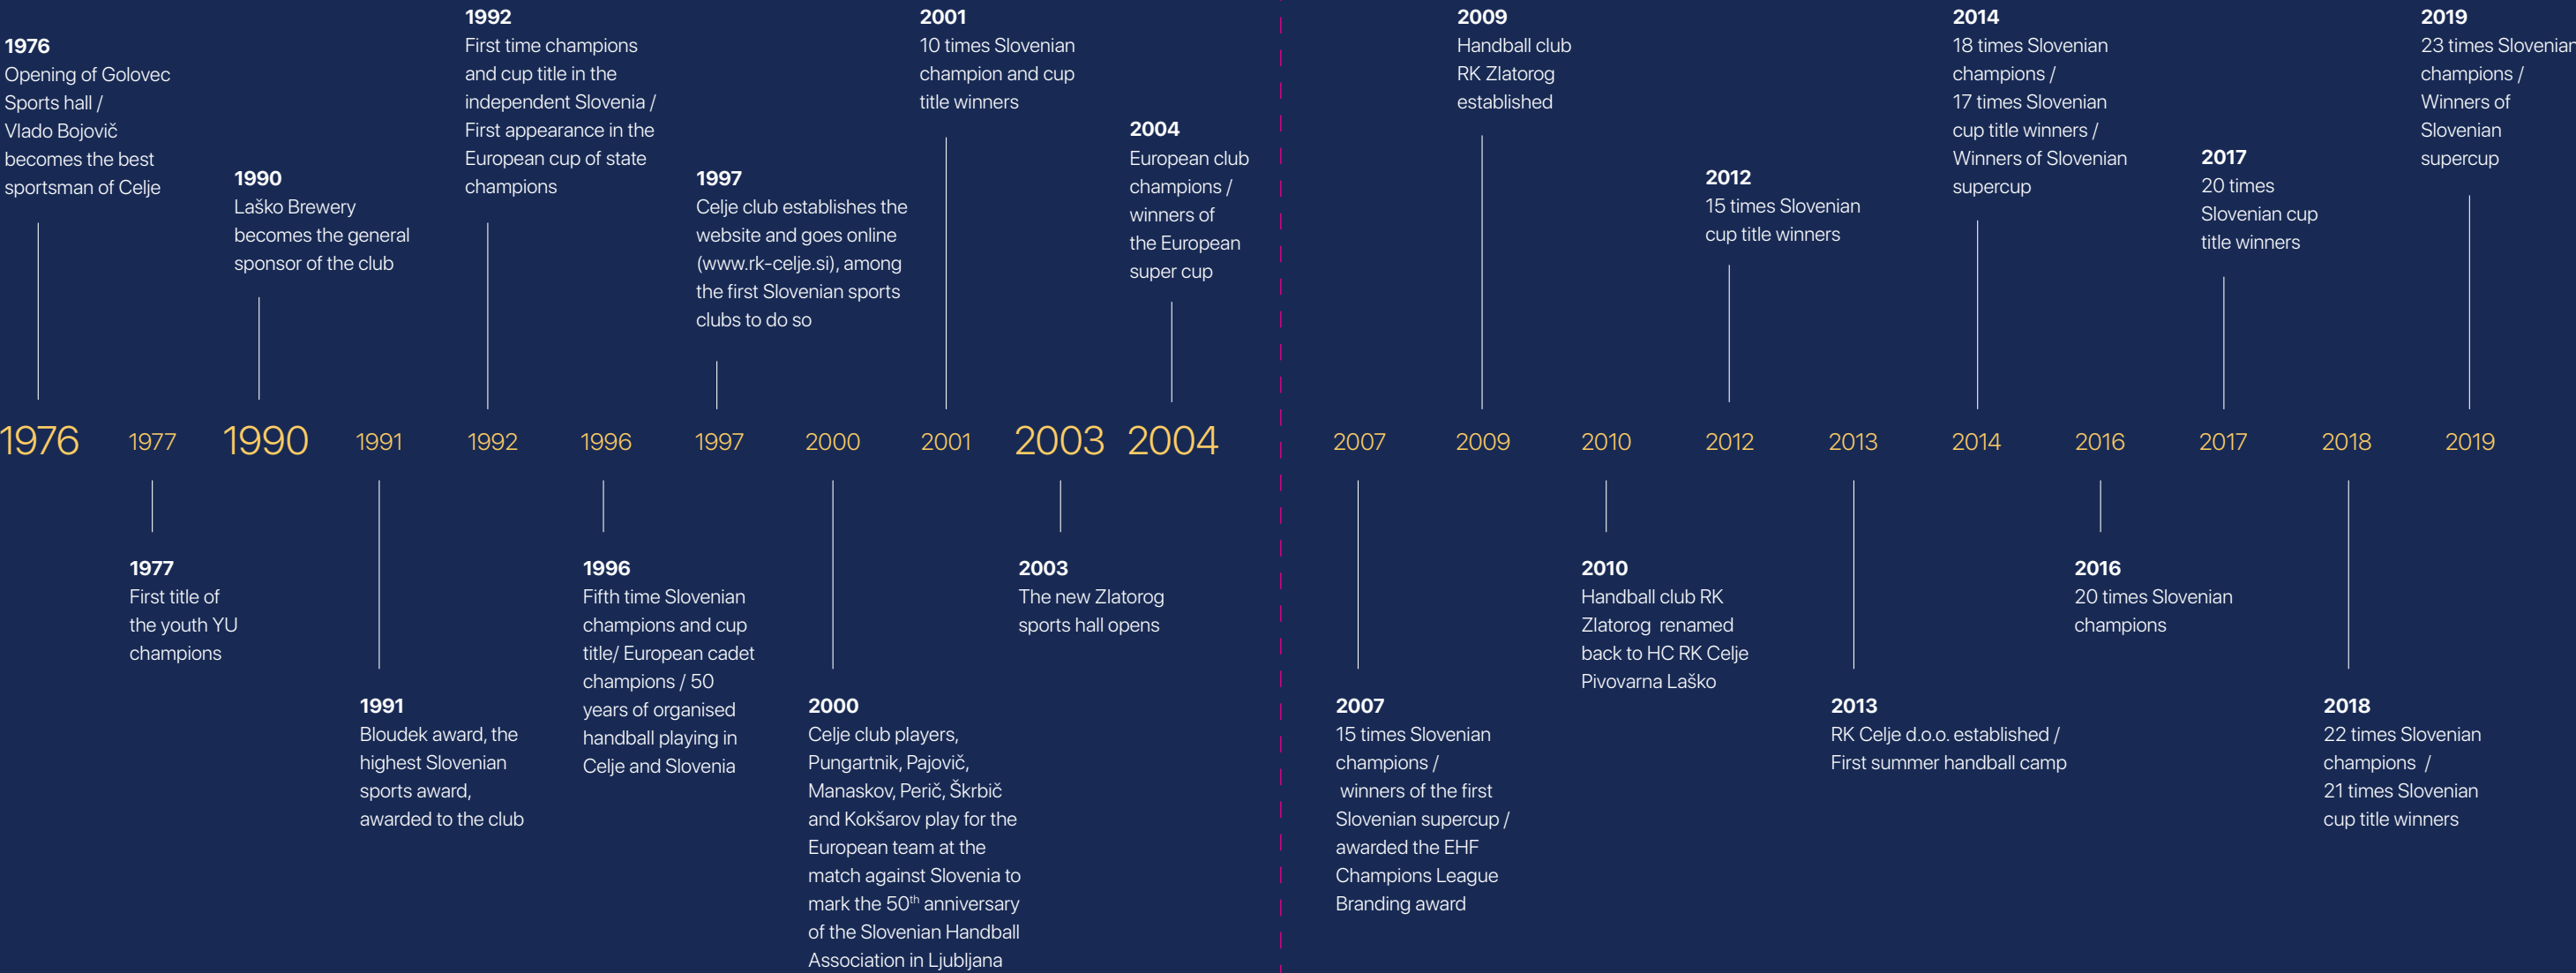 1976
Opening of Golovec
Sports hall /
Vlado Bojovič
becomes the best
sportsman of Celje
1990
Laško Brewery
becomes the general
sponsor of the club
1992
First time champions
and cup title in the
independent Slovenia /
First appearance in the
European cup of state
champions
1997
Celje club establishes the
website and goes online
(www.rk-celje.si), among
the first Slovenian sports
clubs to do so
2001
10 times Slovenian
champion and cup
title winners
2004
European club
champions /
winners of
the European
super cup
2009
Handball club
RK Zlatorog
established
2012
15 times Slovenian
cup title winners
2014
18 times Slovenian
champions /
17 times Slovenian
cup title winners /
Winners of Slovenian
supercup
2017
20 times
Slovenian cup
title winners
2019
23 times Slovenian
champions /
Winners of
Slovenian
supercup
1976 1977 1990 1991 1992 1996 1997 2000 2001 2003 2004 2007 2009 2010 2012 2013 2014 2016 2017 2018 2019
1977
First title of
the youth YU
champions
1991
Bloudek award, the
highest Slovenian
sports award,
awarded to the club
1996
Fifth time Slovenian
champions and cup
title/ European cadet
champions / 50
years of organised
handball playing in
Celje and Slovenia
2000
Celje club players,
Pungartnik, Pajovič,
Manaskov, Perič, Škrbič
and Kokšarov play for the
European team at the
match against Slovenia to
mark the 50th anniversary
of the Slovenian Handball
Association in Ljubljana
2003
The new Zlatorog
sports hall opens
2007
15 times Slovenian
champions /
winners of the first
Slovenian supercup /
awarded the EHF
Champions League
Branding award
2010
Handball club RK
Zlatorog renamed
back to HC RK Celje
Pivovarna Laško
2013
RK Celje d.o.o. established /
First summer handball camp
2016
20 times Slovenian
champions
2018
22 times Slovenian
champions /
21 times Slovenian
cup title winners